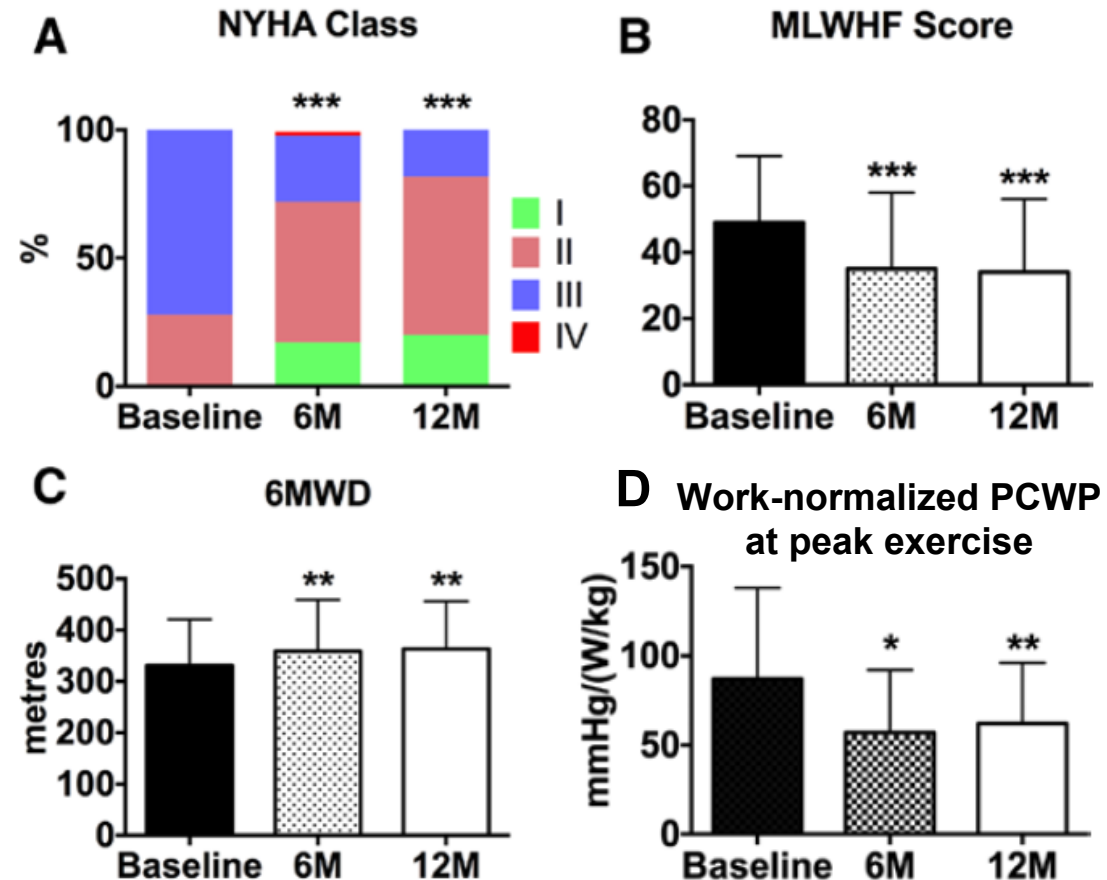 A
NYHA Class
*** ***
100
50
0
%
Baseline 6M 12M
I
II
III
IV
B
MLWHF Score
80
60
40
20
0
*** ***
Baseline 6M 12M
C
6MWD
500
400
300
200
100
0
metres
** **
Baseline 6M 12M
D Work-normalized PCWP
at peak exercise
150
100
50
0
mmHg/(W/kg)
* **
Baseline 6M 12M